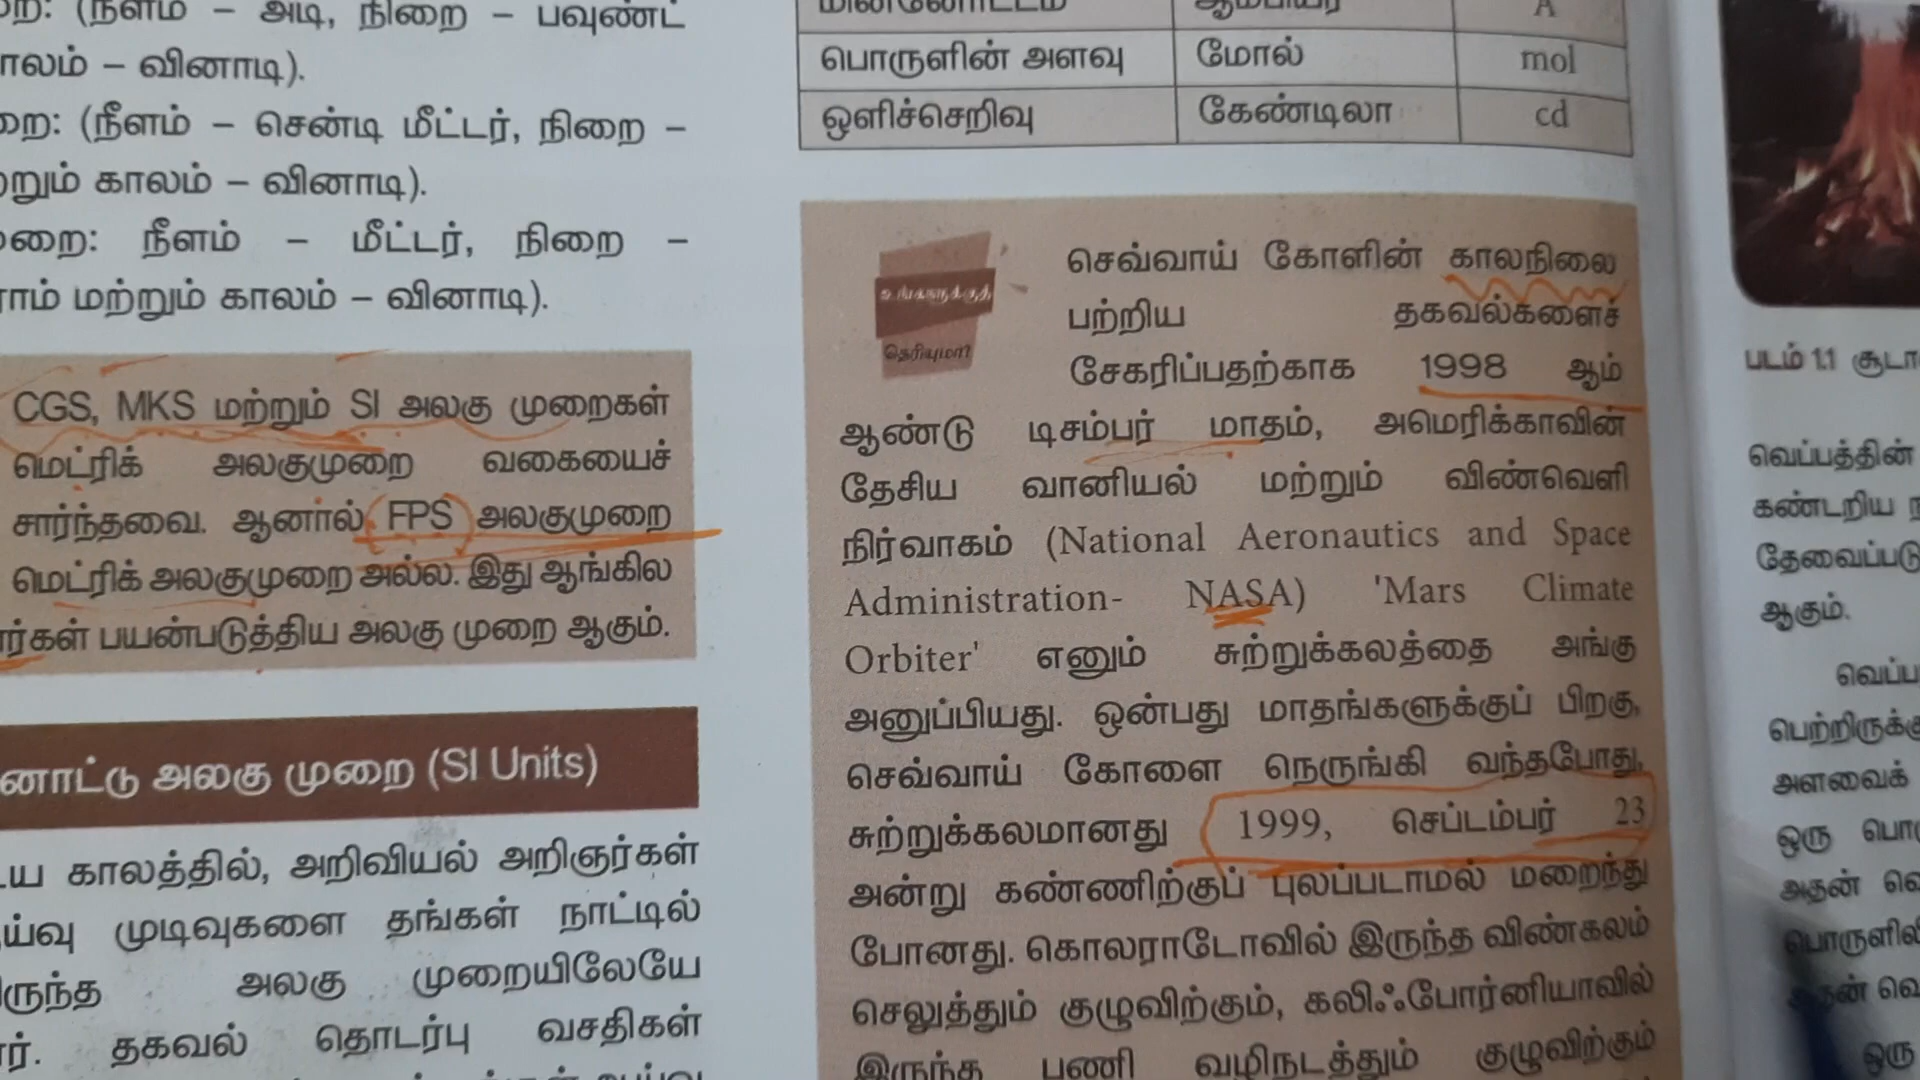 (நீளம் – அடி, நிறை – பவுண்ட்
– வினாடி).
(நீளம் – சென்டி மீட்டர், நிறை –
காலம் – வினாடி).
நீளம் – மீட்டர், நிறை –
மற்றும் காலம் – வினாடி).
CGS, MKS மற்றும் SI அலகு முறைகள்
மெட்ரிக் அலகுமுறை வகையைச்
சார்ந்தவை. ஆனால் FPS அலகுமுறை
மெட்ரிக் அலகுமுறை அல்ல. இது ஆங்கில
பயன்படுத்திய அலகு முறை ஆகும்.
அலகு முறை (SI Units)
காலத்தில், அறிவியல் அறிஞர்கள்
முடிவுகளை தங்கள் நாட்டில்
அலகு முறையிலேயே
தகவல் தொடர்பு வசதிகள்
பொருளின் அளவு மோல் mol
ஒளிச்செறிவு கேண்டிலா cd
உங்களுக்குத்
தெரியுமா?
செவ்வாய் கோளின் காலநிலை
பற்றிய தகவல்களைச்
சேகரிப்பதற்காக 1998 ஆம்
ஆண்டு டிசம்பர் மாதம், அமெரிக்காவின்
தேசிய வானியல் மற்றும் விண்வெளி
நிர்வாகம் (National Aeronautics and Space
Administration- NASA) 'Mars Climate
Orbiter' எனும் சுற்றுக்கலத்தை அங்கு
அனுப்பியது. ஒன்பது மாதங்களுக்குப் பிறகு,
செவ்வாய் கோளை நெருங்கி வந்தபோது,
சுற்றுக்கலமானது 1999, செப்டம்பர் 23
அன்று கண்ணிற்குப் புலப்படாமல் மறைந்து
போனது. கொலராடோவில் இருந்த விண்கலம்
செலுத்தும் குழுவிற்கும், கலிஃபோர்னியாவில்
இருந்த பணி வழிநடத்தும் குழுவிற்கும்
படம் 1.1
வெப்பத்தின்
கண்டறிய
ஆகும்.
அளவைக்
ஒரு
அதன்
ஒரு